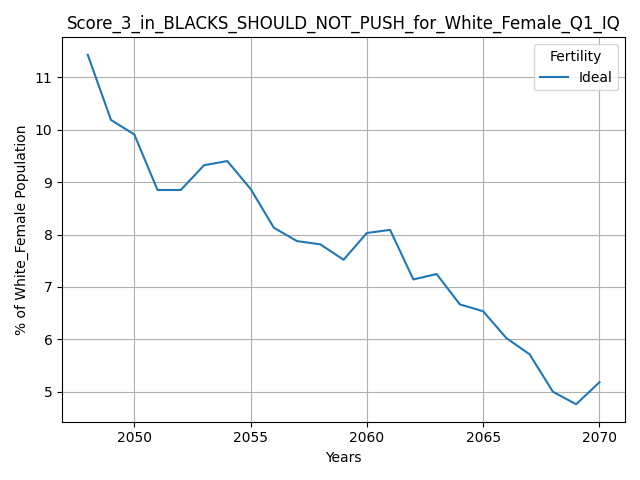 Score_3_in_BLACKS_SHOULD_NOT_PUSH_for_White_Female_Q1_IQ
Fertility
Ideal
11
10
9
8
7
6
5
% of White_Female Population
2050
2055
2060
2065
2070
Years